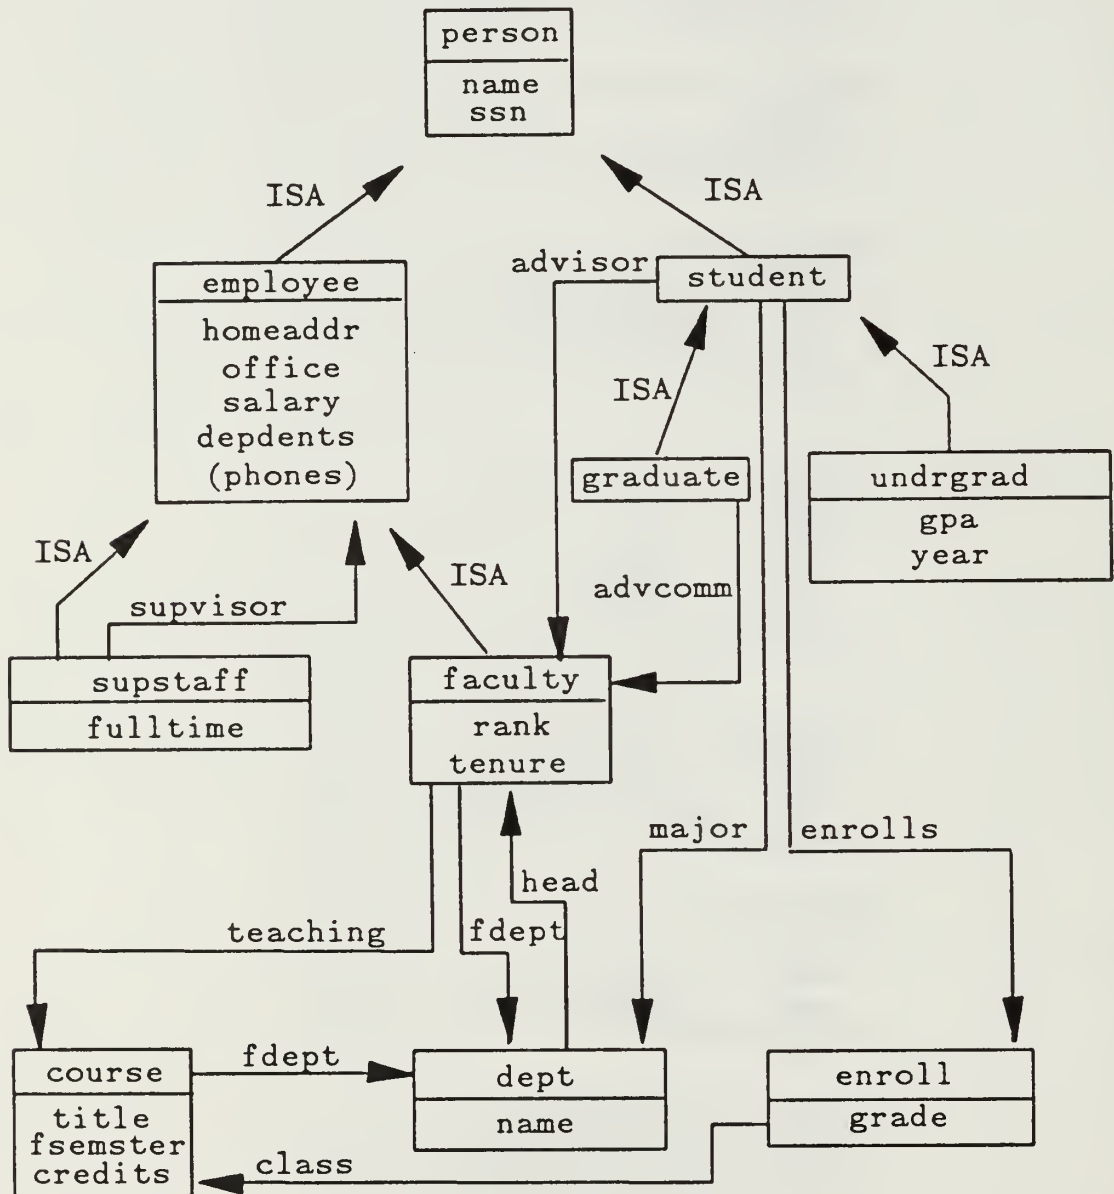 person
name
ssn
ISA
ISA
employee
homeaddr
office
salary
depdents
(phones)
advisor
student
ISA
ISA
graduate
undrgrad
gpa
year
ISA
supvisor
ISA
advcomm
supstaff
fulltime
faculty
rank
tenure
major
enrolls
head
teaching
fdept
course
title
fsemster
credits
fdept
dept
name
enroll
grade
class